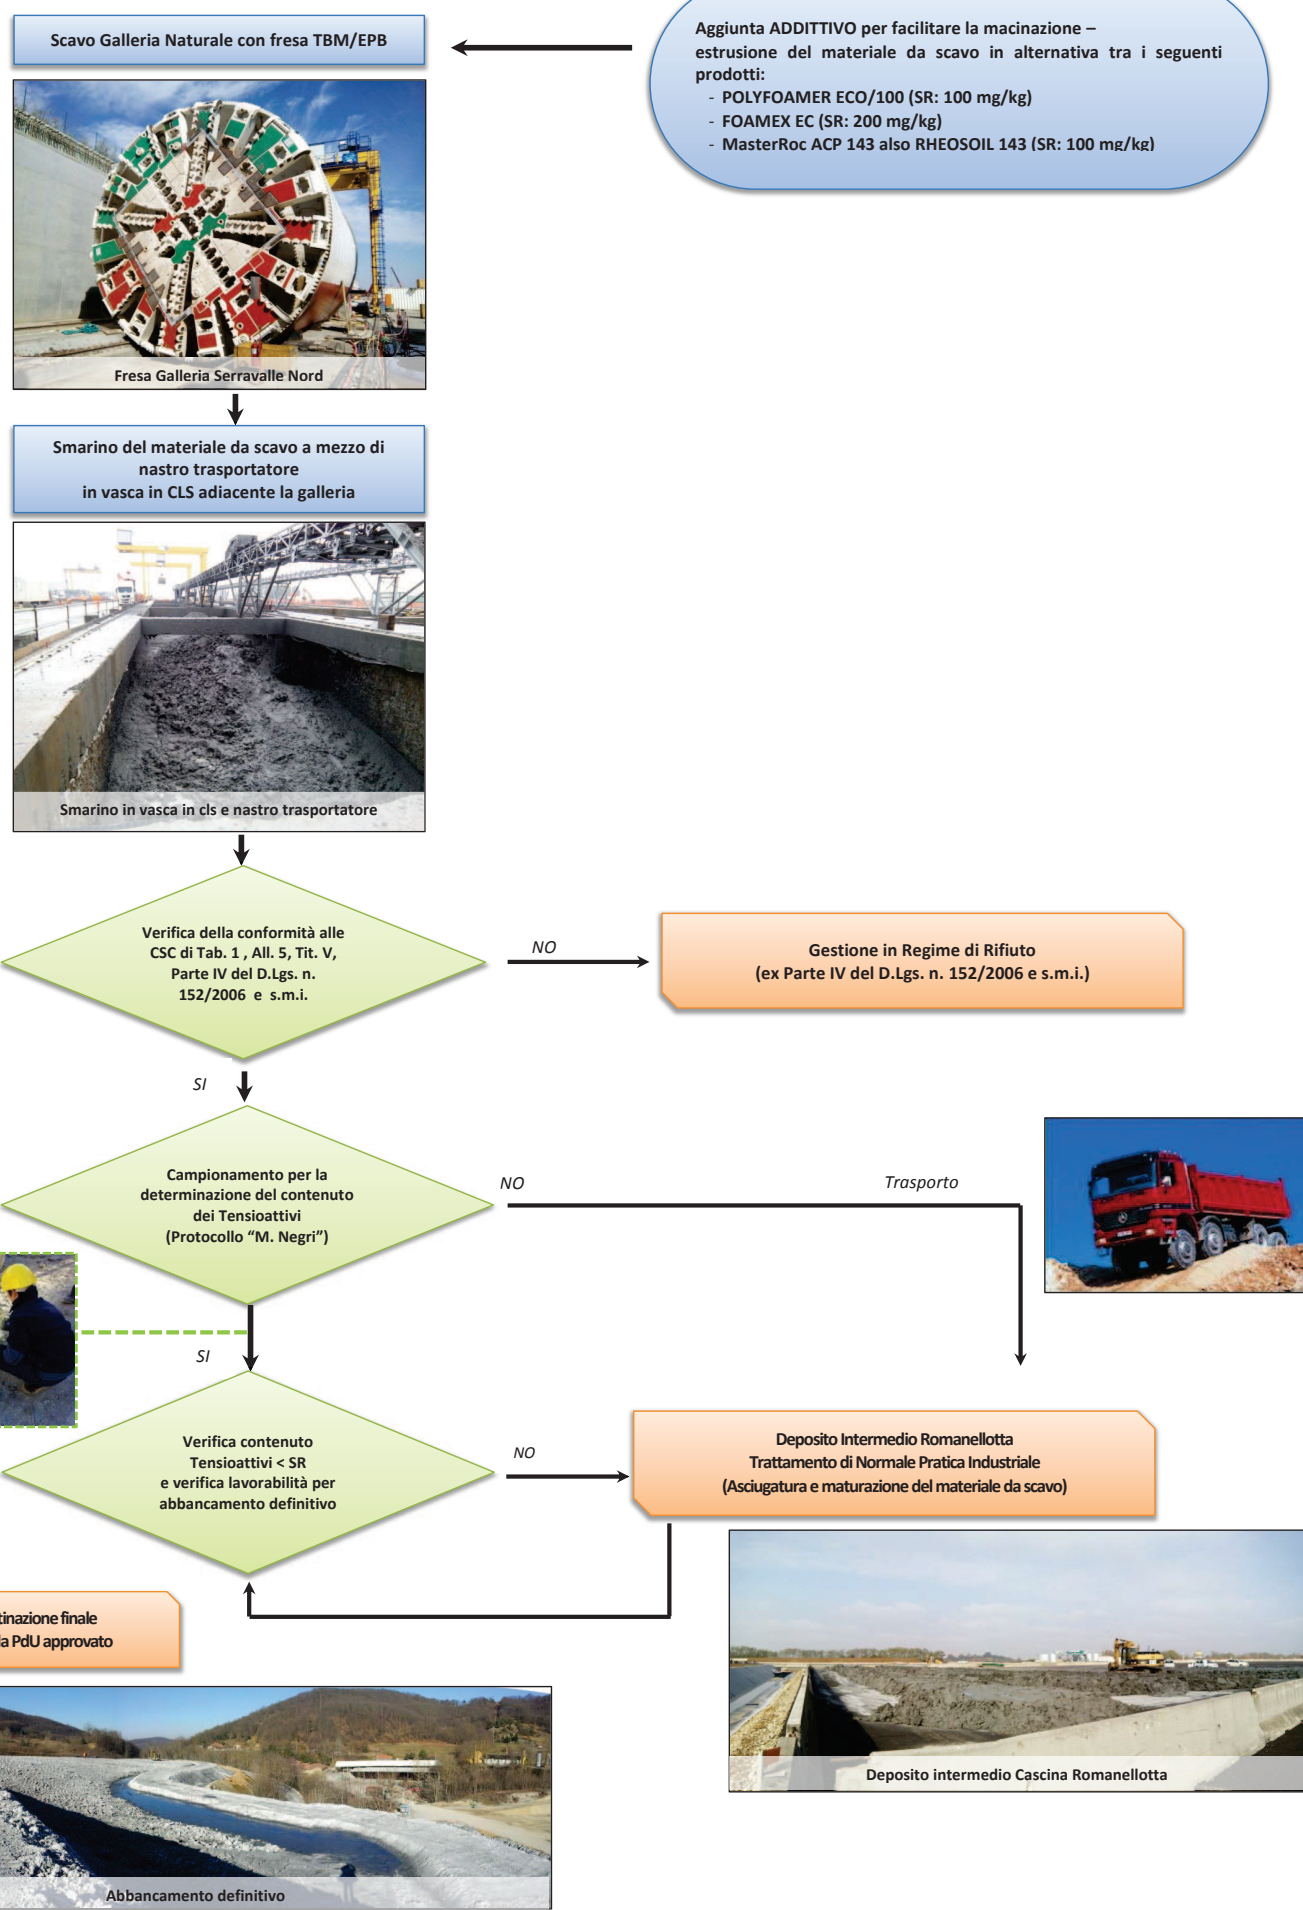 Scavo Galleria Naturale con fresa TBM/EPB
Aggiunta ADDITTIVO per facilitare la macinazione –
estrusione del materiale da scavo in alternativa tra i seguenti
prodotti:
- POLYFOAMER ECO/100 (SR: 100 mg/kg)
- FOAMEX EC (SR: 200 mg/kg)
- MasterRoc ACP 143 also RHEOSOIL 143 (SR: 100 mg/kg)
Fresa Galleria Serravalle Nord
Smarino del materiale da scavo a mezzo di
nastro trasportatore
in vasca in CLS adiacente la galleria
Smarino in vasca in cls e nastro trasportatore
Verifica della conformità alle
CSC di Tab. 1 , All. 5, Tit. V,
Parte IV del D.Lgs. n.
152/2006 e s.m.i.
NO
Gestione in Regime di Rifiuto
(ex Parte IV del D.Lgs. n. 152/2006 e s.m.i.)
SI
Campionamento per la
determinazione del contenuto
dei Tensioattivi
(Protocollo “M. Negri”)
NO
Trasporto
SI
Verifica contenuto
Tensioattivi < SR
e verifica lavorabilità per
abbancamento definitivo
NO
Deposito Intermedio Romanellotta
Trattamento di Normale Pratica Industriale
(Asciugatura e maturazione del materiale da scavo)
tinazione finale
la PdU approvato
Deposito intermedio Cascina Romanellotta
Abbancamento definitivo